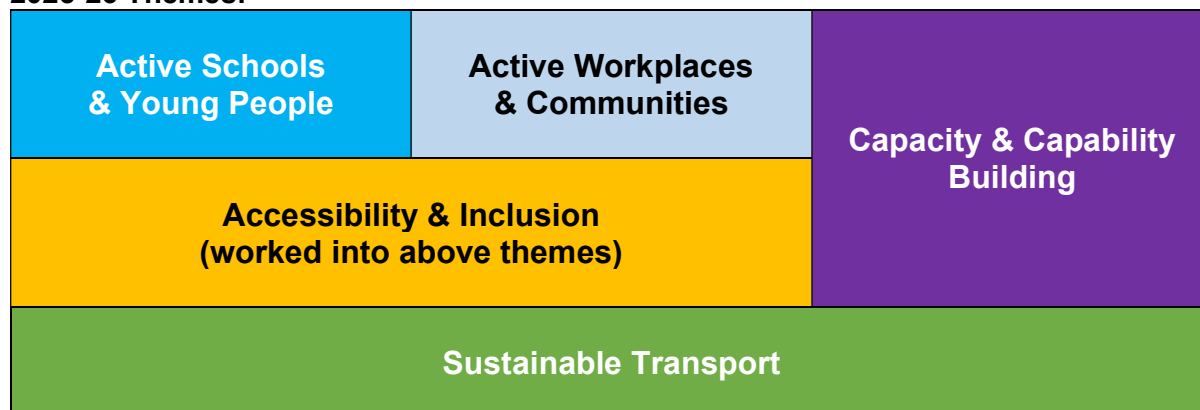 Active Schools
& Young People
Active Workplaces
& Communities
Capacity & Capability
Building
Accessibility & Inclusion
(worked into above themes)
Sustainable Transport